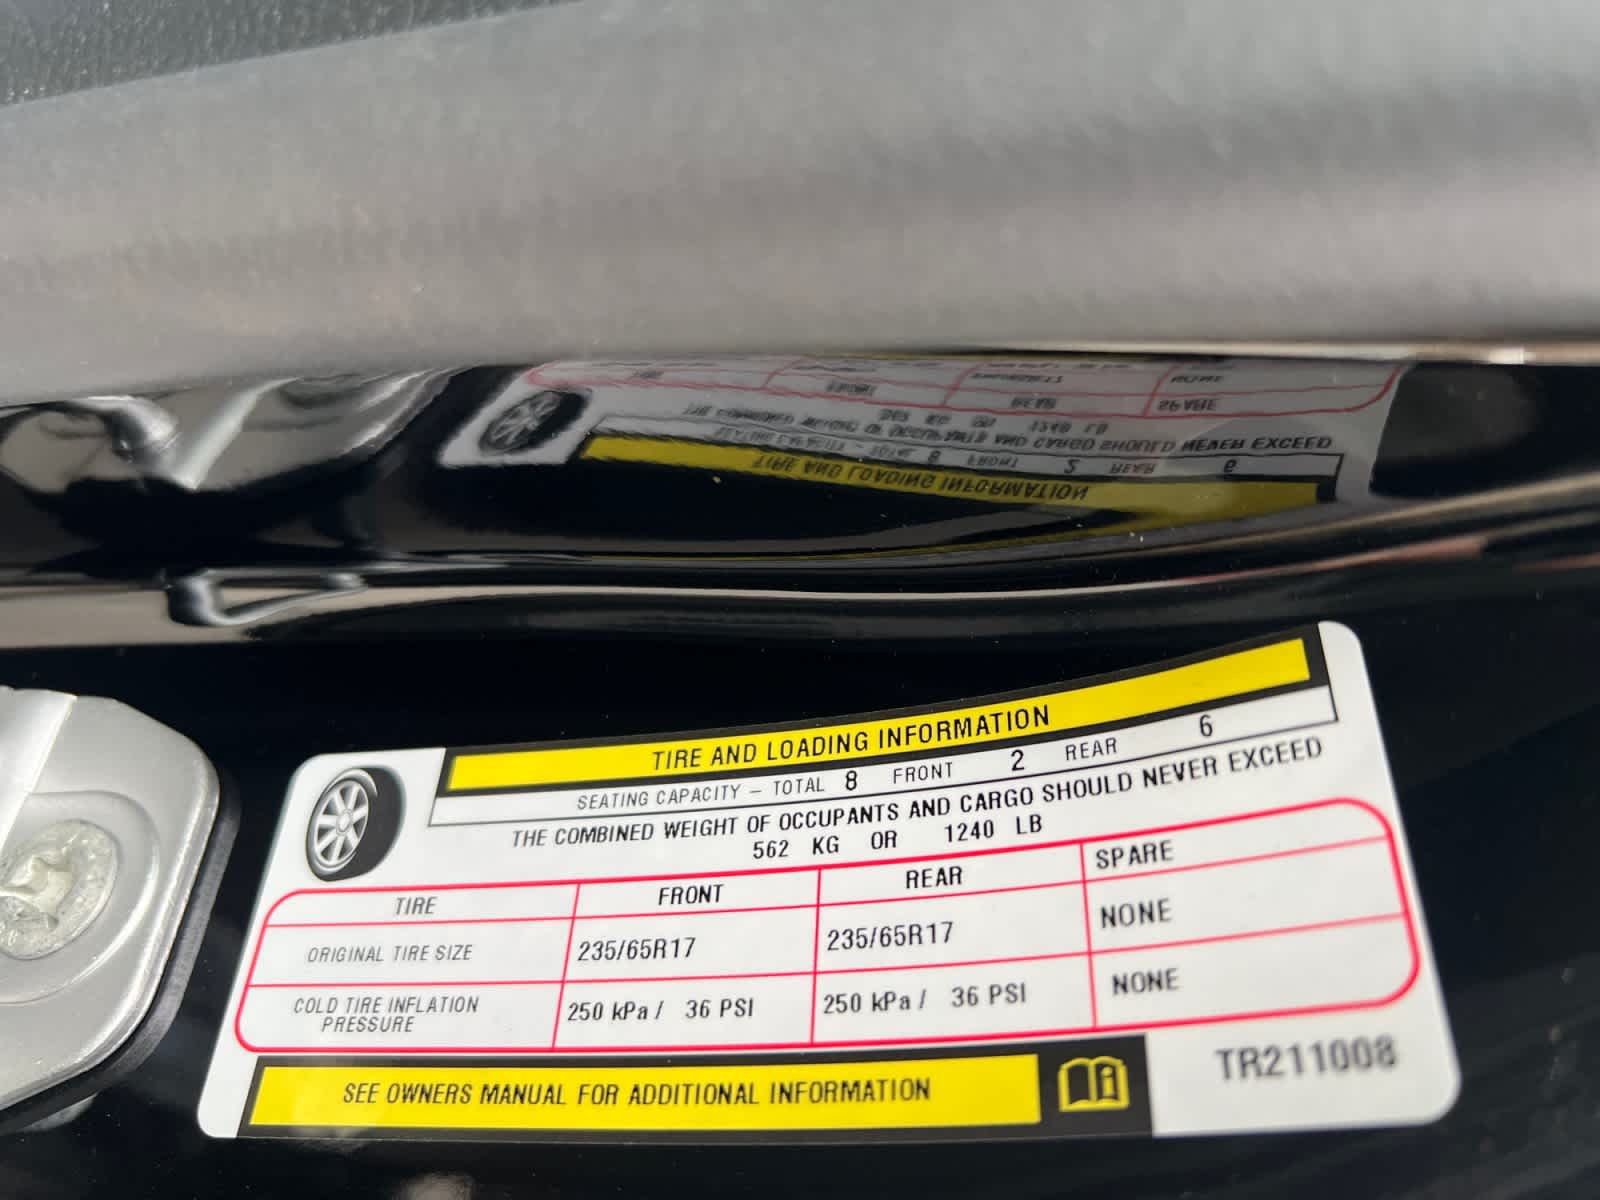 TIRE AND LOADING INFORMATION
SEATING CAPACITY – TOTAL 8 FRONT 2 REAR 6
THE COMBINED WEIGHT OF OCCUPANTS AND CARGO SHOULD NEVER EXCEED
562 KG OR 1240 LB
TIRE FRONT REAR SPARE
ORIGINAL TIRE SIZE 235/65R17 235/65R17 NONE
COLD TIRE INFLATION PRESSURE 250 kPa / 36 PSI 250 kPa / 36 PSI NONE
SEE OWNERS MANUAL FOR ADDITIONAL INFORMATION
TR211008